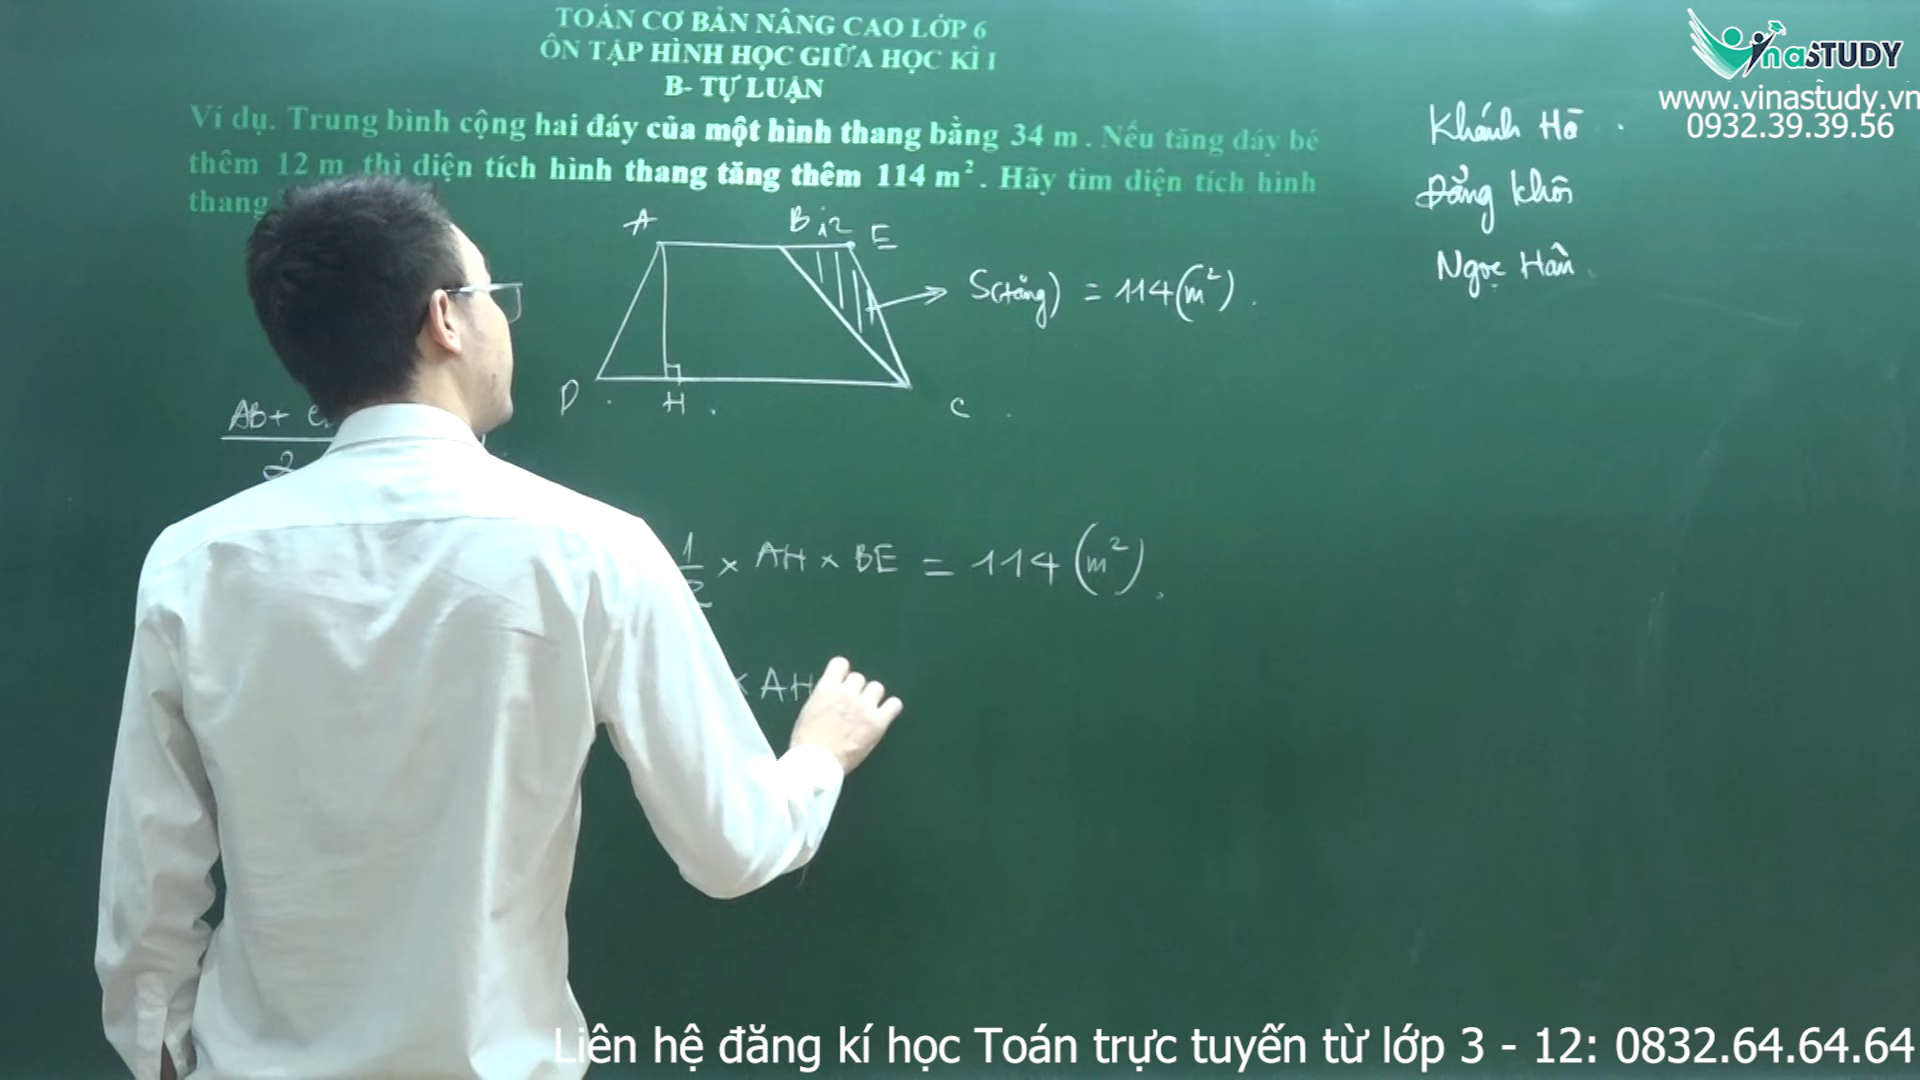 TOÁN CƠ BẢN NÂNG CAO LỚP 6
ÔN TẬP HÌNH HỌC GIỮA HỌC KÌ I
B- TỰ LUẬN
Ví dụ. Trung bình cộng hai đáy của một hình thang bằng 34 m. Nếu tăng đáy bé
thêm 12 m thì diện tích hình thang tăng thêm 114 m². Hãy tìm diện tích hình
thang
VinaSTUDY
www.vinastudy.vn
0932.39.39.56
Khánh Hà
Đăng Khôi
Ngọc Hân
A B 12 E
S(tăng) = 114 (m²).
D H C
AB+
2
1/2 × AH × BE = 114 (m²).
× AH
Liên hệ đăng kí học Toán trực tuyến từ lớp 3 - 12: 0832.64.64.64